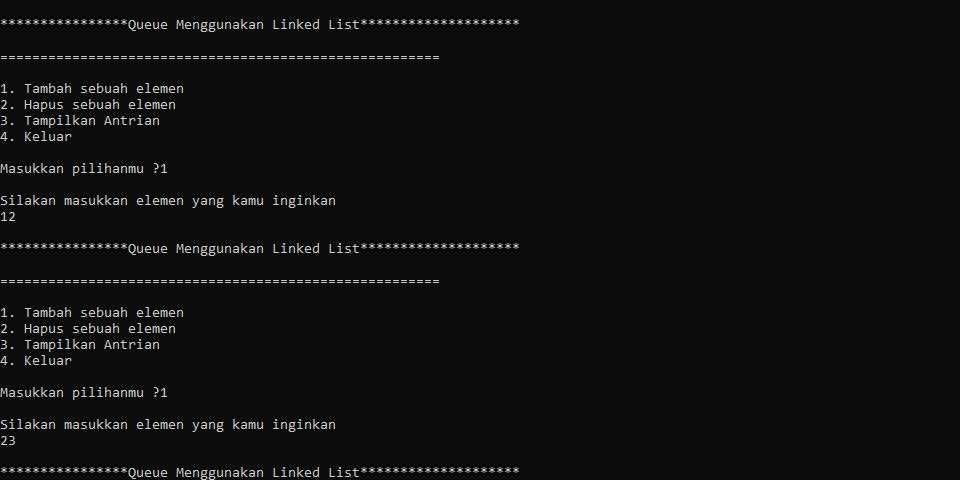 ****************Queue Menggunakan Linked List********************
=======================================================
1. Tambah sebuah elemen
2. Hapus sebuah elemen
3. Tampilkan Antrian
4. Keluar
Masukkan pilihanmu ?1
Silakan masukkan elemen yang kamu inginkan
12
****************Queue Menggunakan Linked List********************
=======================================================
1. Tambah sebuah elemen
2. Hapus sebuah elemen
3. Tampilkan Antrian
4. Keluar
Masukkan pilihanmu ?1
Silakan masukkan elemen yang kamu inginkan
23
****************Queue Menggunakan Linked List********************